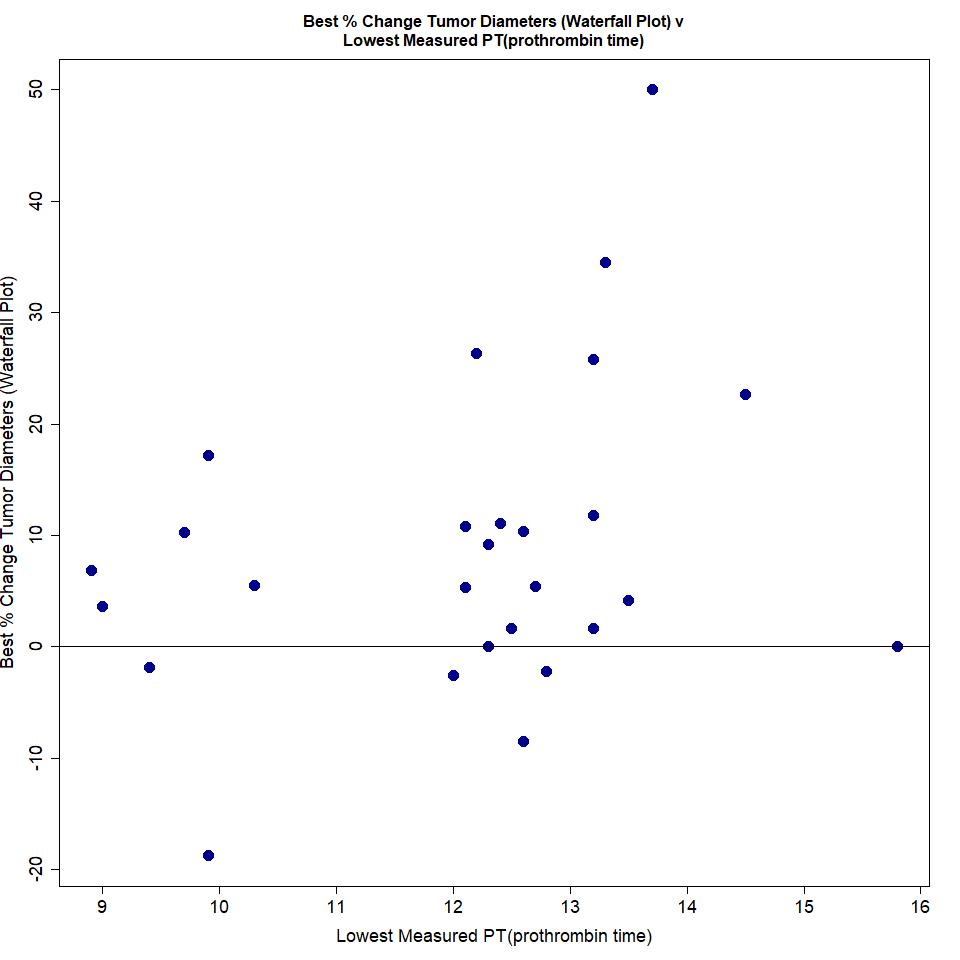 Best % Change Tumor Diameters (Waterfall Plot) v
Lowest Measured PT(prothrombin time)
50
40
30
20
10
0
-10
-20
Best % Change Tumor Diameters (Waterfall Plot)
9 10 11 12 13 14 15 16
Lowest Measured PT(prothrombin time)